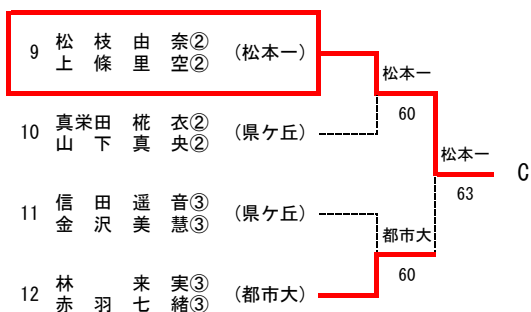 9 松枝由奈② (松本一)
上條里空②
松本一
60
10 真栄田椛衣② (県ケ丘)
山下真央②
松本一
63
C
11 信田遥音③ (県ケ丘)
金沢美慧③
都市大
60
12 林来実③ (都市大)
赤羽七緒③